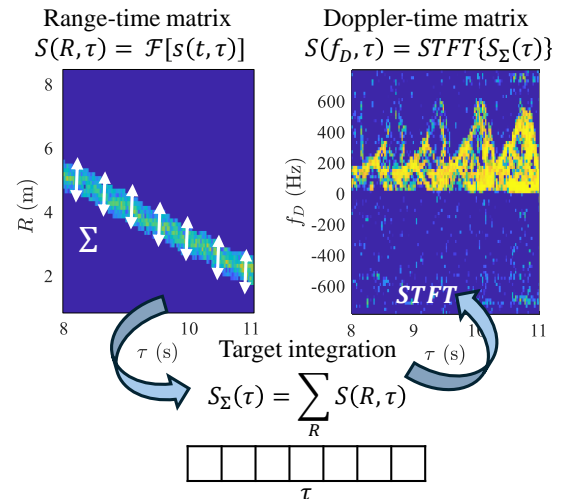 Range-time matrix
S(R, τ) = ℱ[s(t, τ)]
8
6
4
2
R (m)
Σ
8
10
11
τ (s)
Doppler-time matrix
S(f_D, τ) = STFT{S_Σ(τ)}
600
400
200
0
-200
-400
-600
f_D (Hz)
STFT
8
9
10
11
τ (s)
Target integration
S_Σ(τ) = ∑_R S(R, τ)
τ